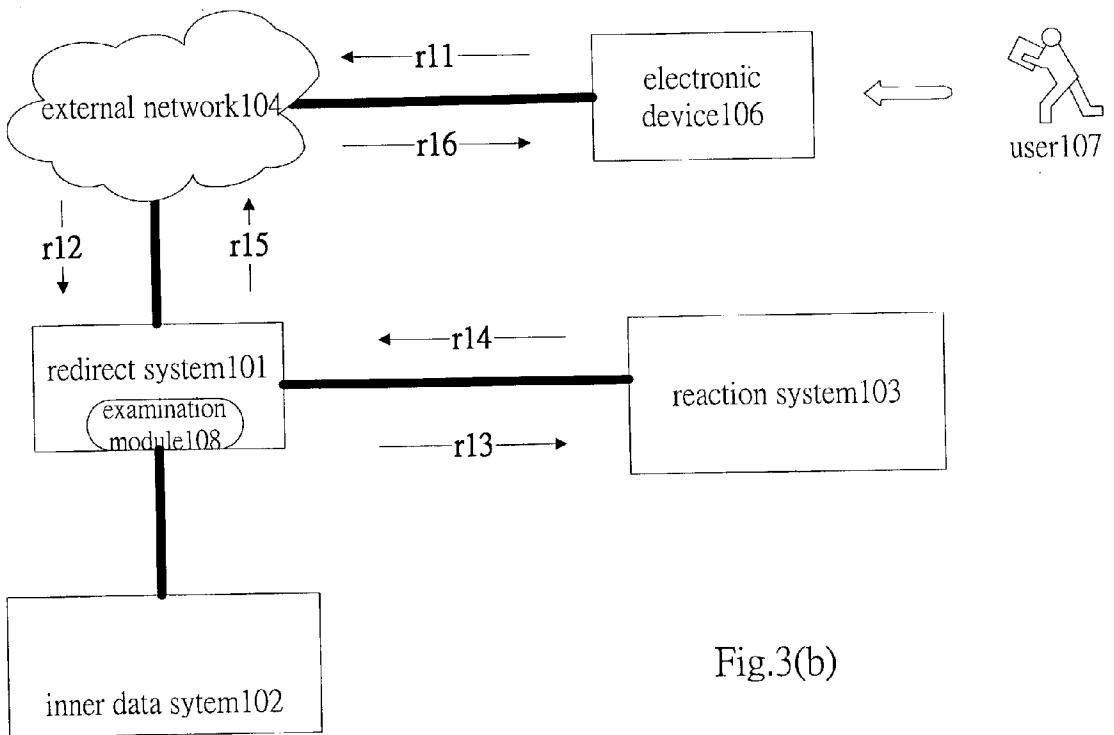 r11
external network104
electronic
device106
r16
user107
r12
r15
redirect system101
examination
module108
r14
r13
reaction system103
inner data sytem102
Fig.3(b)